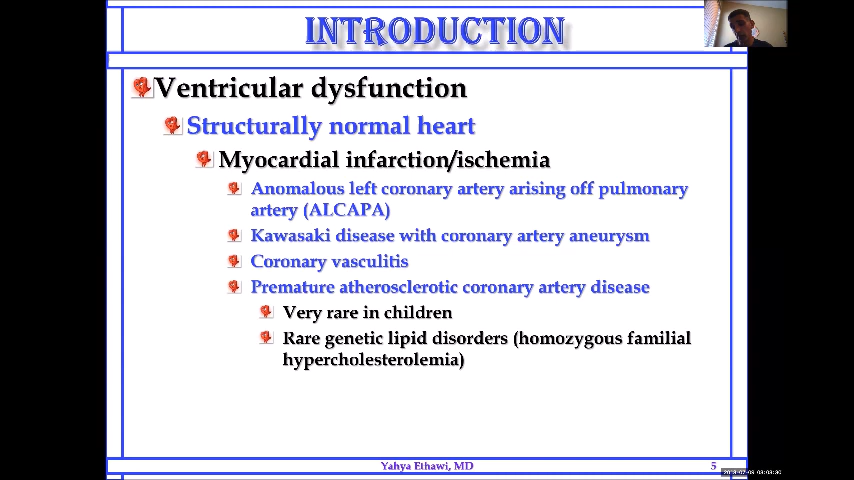 INTRODUCTION
Ventricular dysfunction
Structurally normal heart
Myocardial infarction/ischemia
Anomalous left coronary artery arising off pulmonary
artery (ALCAPA)
Kawasaki disease with coronary artery aneurysm
Coronary vasculitis
Premature atherosclerotic coronary artery disease
Very rare in children
Rare genetic lipid disorders (homozygous familial
hypercholesterolemia)
Yahya Ethawi, MD
5